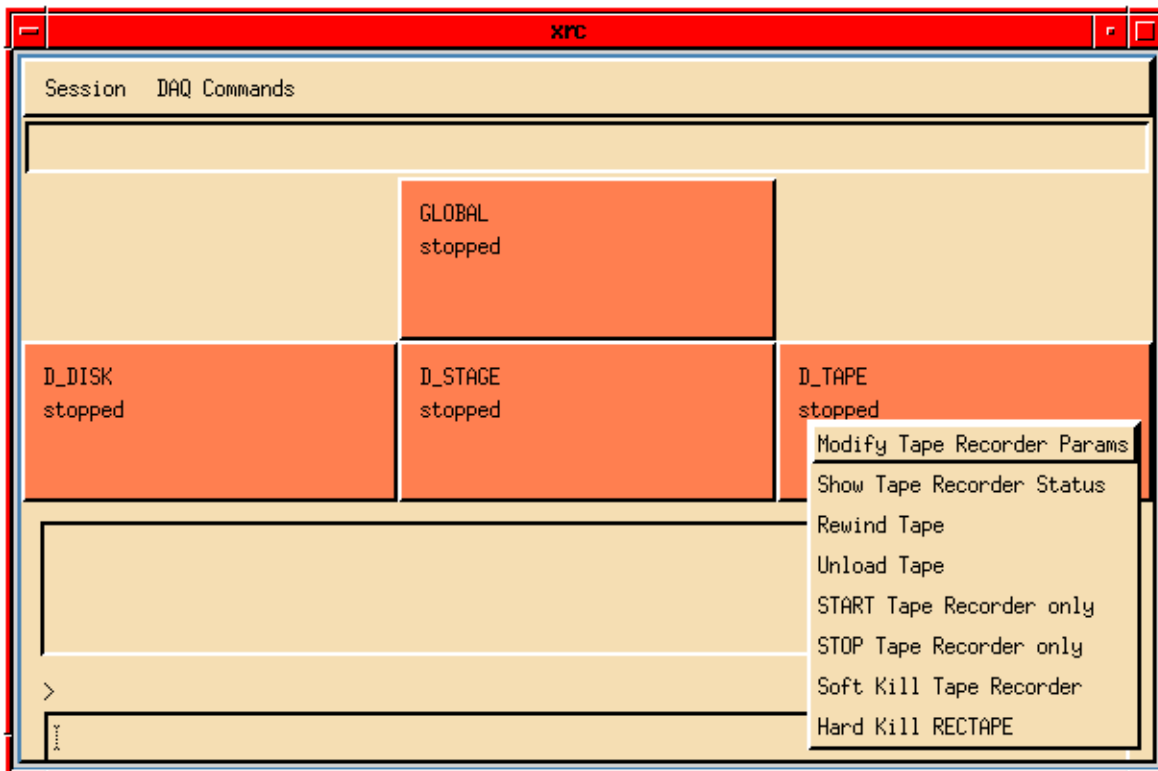 xrc
Session DAQ Commands
GLOBAL
stopped
D_DISK
stopped
D_STAGE
stopped
D_TAPE
stopped
Modify Tape Recorder Params
Show Tape Recorder Status
Rewind Tape
Unload Tape
START Tape Recorder only
STOP Tape Recorder only
Soft Kill Tape Recorder
Hard Kill RECTAPE
>